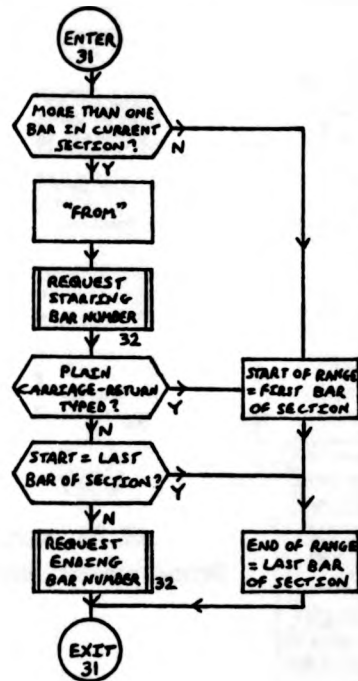 ENTER
31
MORE THAN ONE
BAR IN CURRENT
SECTION?
N
Y
"FROM"
REQUEST
STARTING
BAR NUMBER
32
PLAIN
CARRIAGE-RETURN
TYPED?
Y
N
START OF RANGE
= FIRST BAR
OF SECTION
START = LAST
BAR OF SECTION?
Y
N
REQUEST
ENDING
BAR NUMBER
32
END OF RANGE
= LAST BAR
OF SECTION
EXIT
31